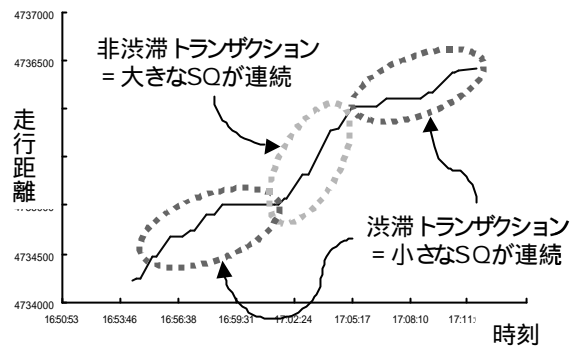 4737000
4736500
非渋滞トランザクション
= 大きなSQが連続
走行距離
渋滞トランザクション
= 小さなSQが連続
4734500
4734000
16:50:53 16:53:46 16:56:38 16:59:31 17:02:24 17:05:17 17:08:10
時刻